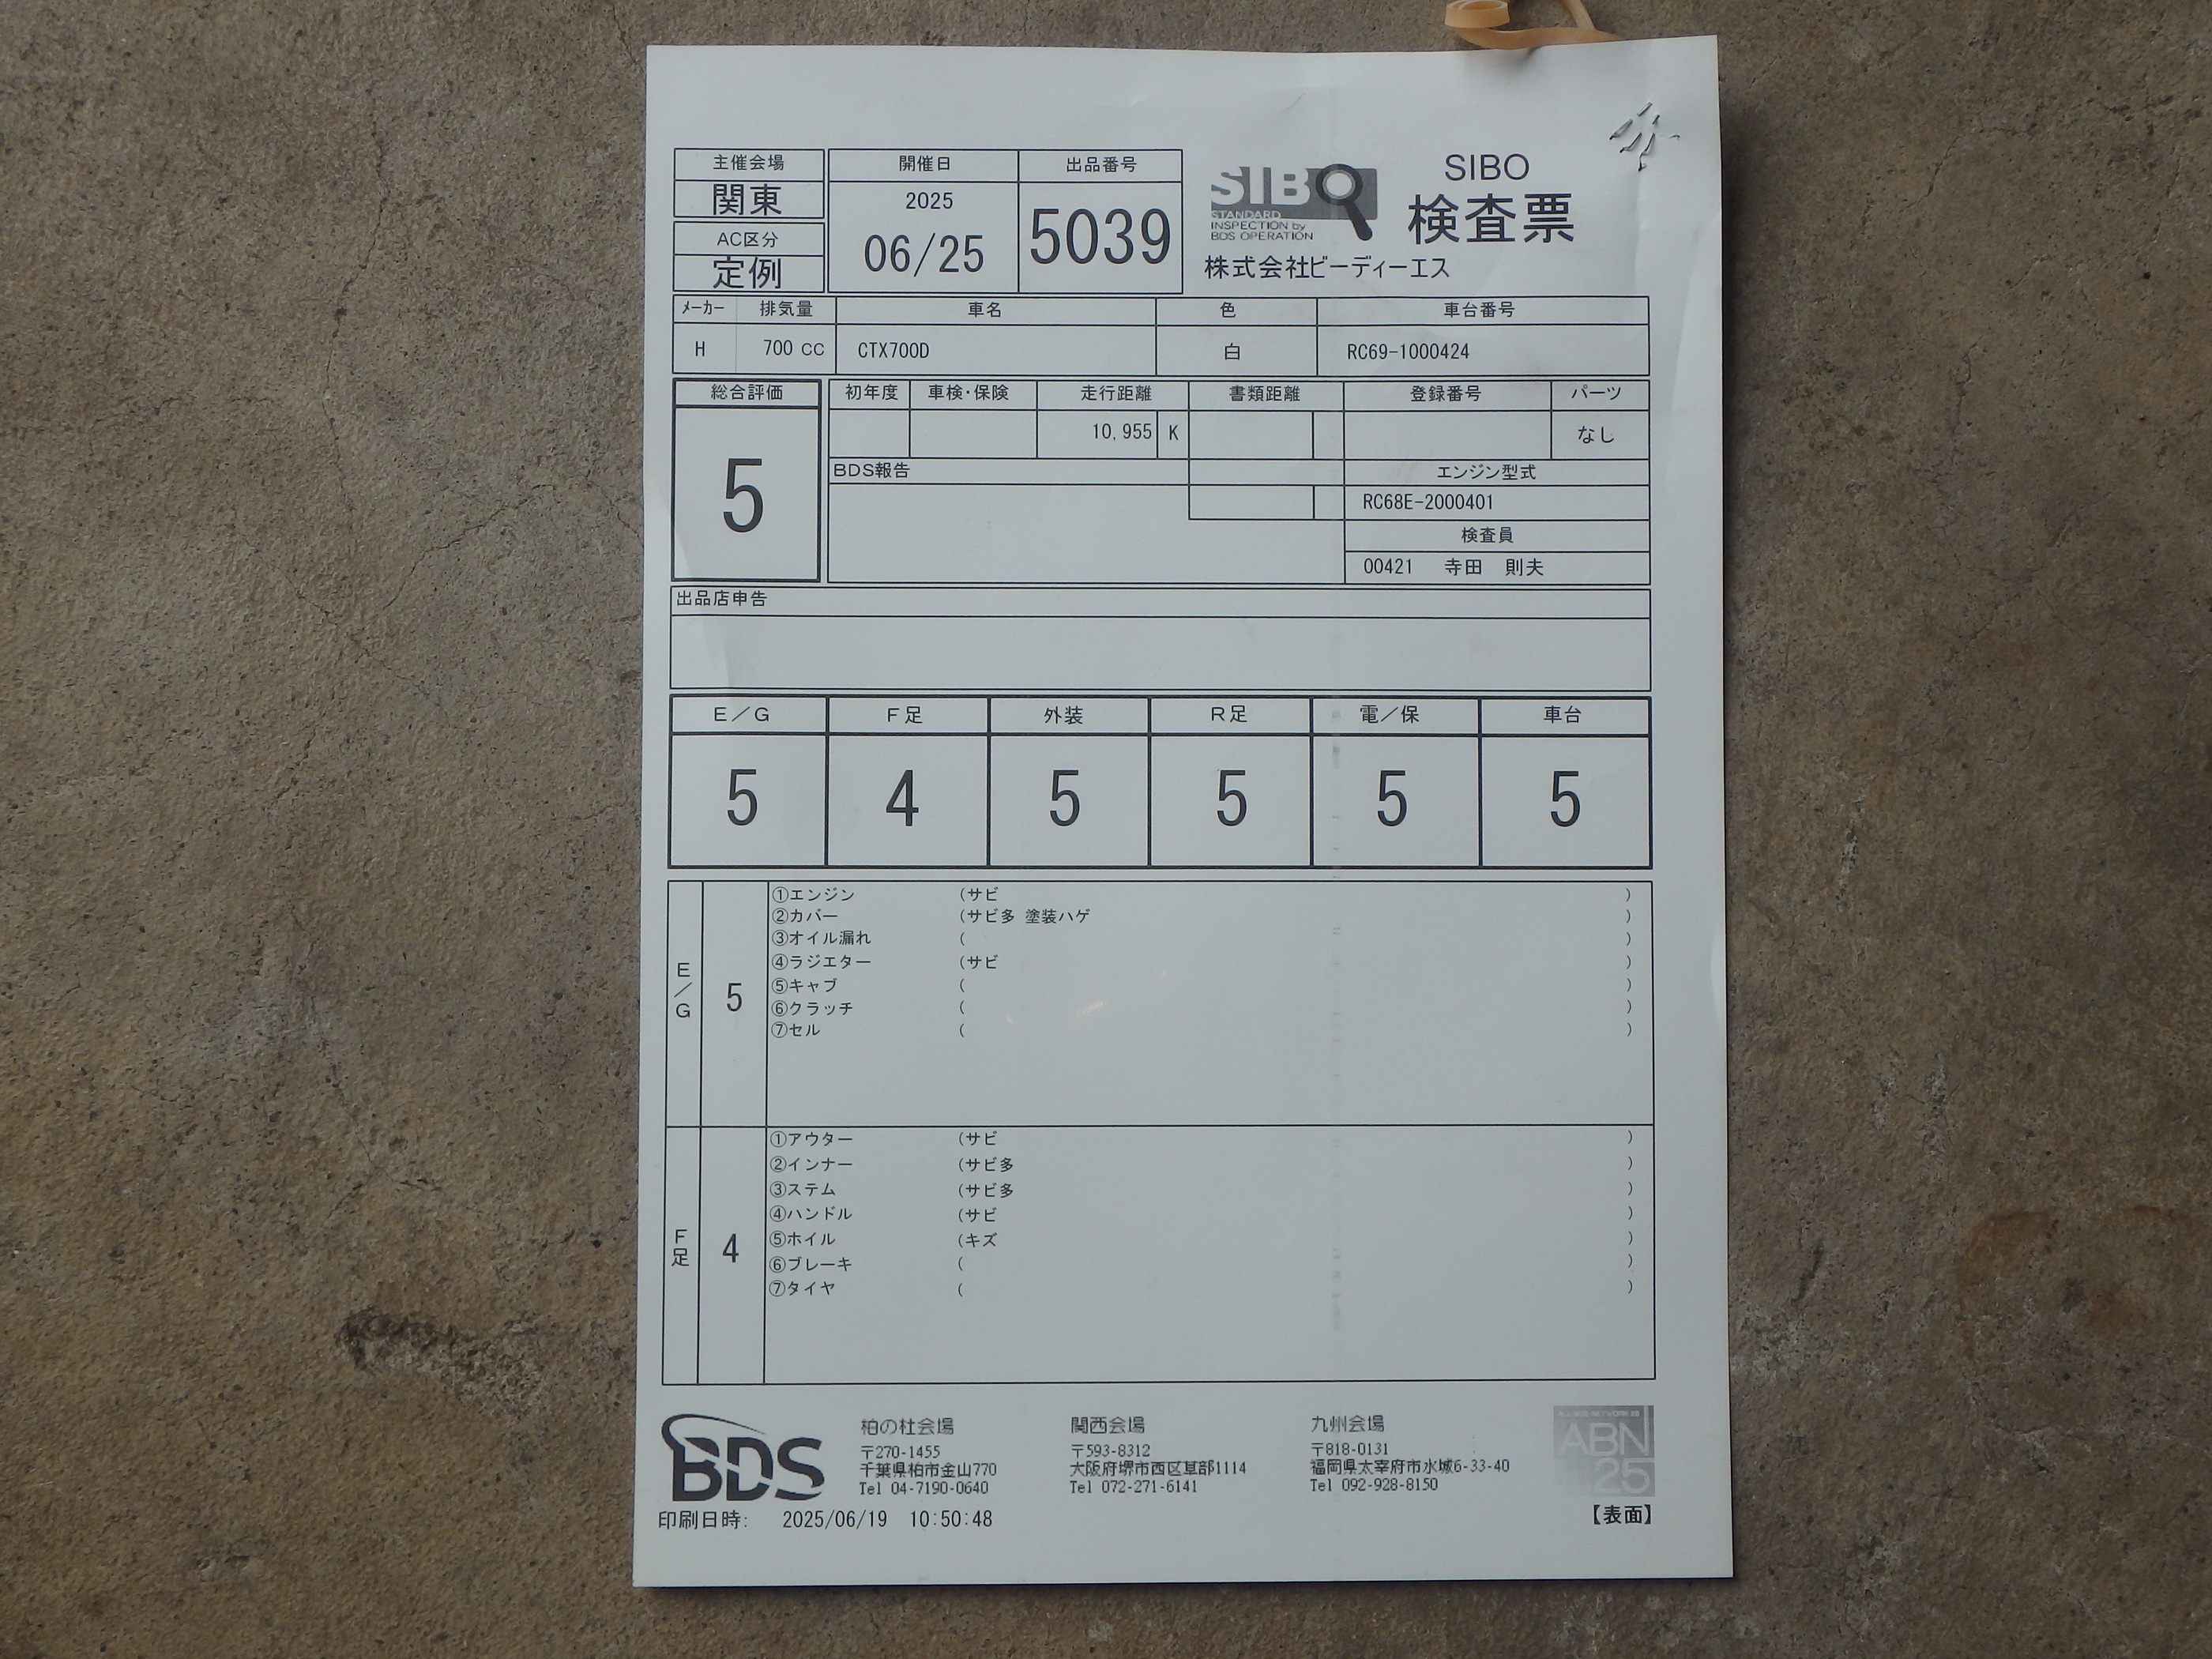 主催会場
関東
AC区分
定例
開催日
2025
06/25
出品番号
5039
SIBO
STANDARD
INSPECTION by
BDS OPERATION
SIBO
検査票
株式会社ビーディーエス
メーカー 排気量 車名 色 車台番号
H 700 CC CTX700D 白 RC69-1000424
総合評価
5
初年度 車検・保険 走行距離 書類距離 登録番号 パーツ
10,955 K なし
BDS報告
エンジン型式
RC68E-2000401
検査員
00421 寺田 則夫
出品店申告
E/G F足 外装 R足 電/保 車台
5 4 5 5 5 5
E/G
5
①エンジン (サビ )
②カバー (サビ多 塗装ハゲ )
③オイル漏れ ( )
④ラジエター (サビ )
⑤キャブ ( )
⑥クラッチ ( )
⑦セル ( )
F足
4
①アウター (サビ )
②インナー (サビ多 )
③ステム (サビ多 )
④ハンドル (サビ )
⑤ホイル (キズ )
⑥ブレーキ ( )
⑦タイヤ ( )
BDS
柏の杜会場
〒270-1455
千葉県柏市金山770
Tel 04-7190-0640
関西会場
〒593-8312
大阪府堺市西区草部1114
Tel 072-271-6141
九州会場
〒818-0131
福岡県太宰府市水城6-33-40
Tel 092-928-8150
ABN
25
【表面】
印刷日時: 2025/06/19 10:50:48